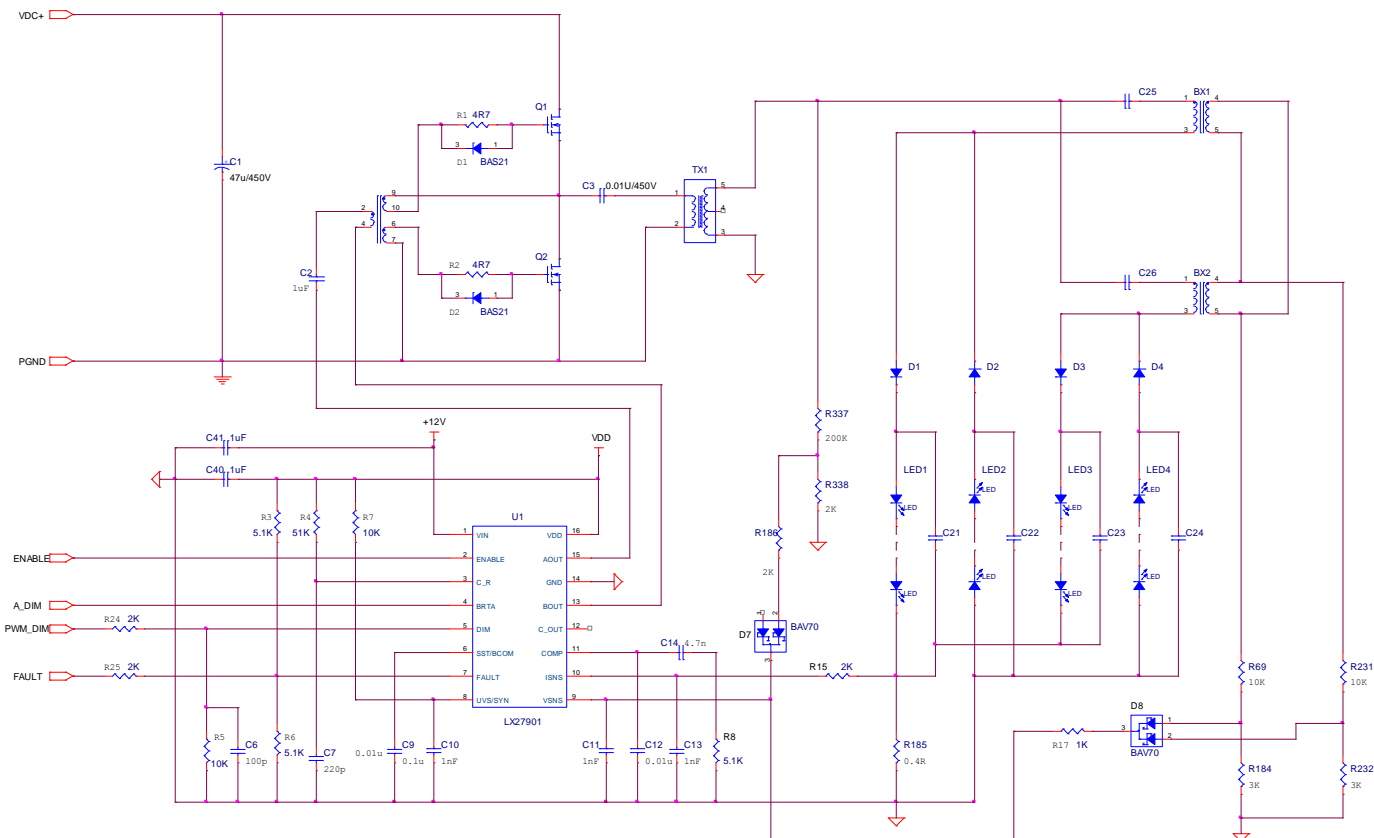 VDC+
C25
BX1
1
4
3
5
Q1
R1 4R7
3
1
D1
BAS21
C1
47u/450V
TX1
C3
0.01U/450V
1
5
4
2
3
9
2
10
4
6
7
Q2
R2
4R7
3
1
D2
BAS21
C2
1uF
C26
BX2
1
4
3
5
PGND
D1
D2
D3
D4
R337
200K
+12V
C41
1uF
VDD
C40
1uF
LED1
LED2
LED3
LED4
LED
LED
LED
LED
R338
2K
R3
5.1K
R4
51K
R7
10K
U1
1
VIN
VDD
16
R186
2K
C21
C22
C23
C24
ENABLE
2
ENABLE
AOUT
15
3
C_R
GND
14
LED
LED
LED
LED
A_DIM
4
BRTA
BOUT
13
1
2
PWM_DIM
R24
2K
5
DIM
C_OUT
12
D7
BAV70
3
6
SST/BCOM
COMP
11
C14
4.7n
FAULT
R25
2K
7
FAULT
ISNS
10
R15
2K
8
UVS/SYN
VSNS
9
LX27901
R69
10K
R231
10K
D8
3
1
2
BAV70
R17
1K
R5
10K
C6
100p
R6
5.1K
C7
220p
0.01u
C9
0.1u
C10
1nF
C11
1nF
C12
0.01u
C13
1nF
R8
5.1K
R185
0.4R
R184
3K
R232
3K